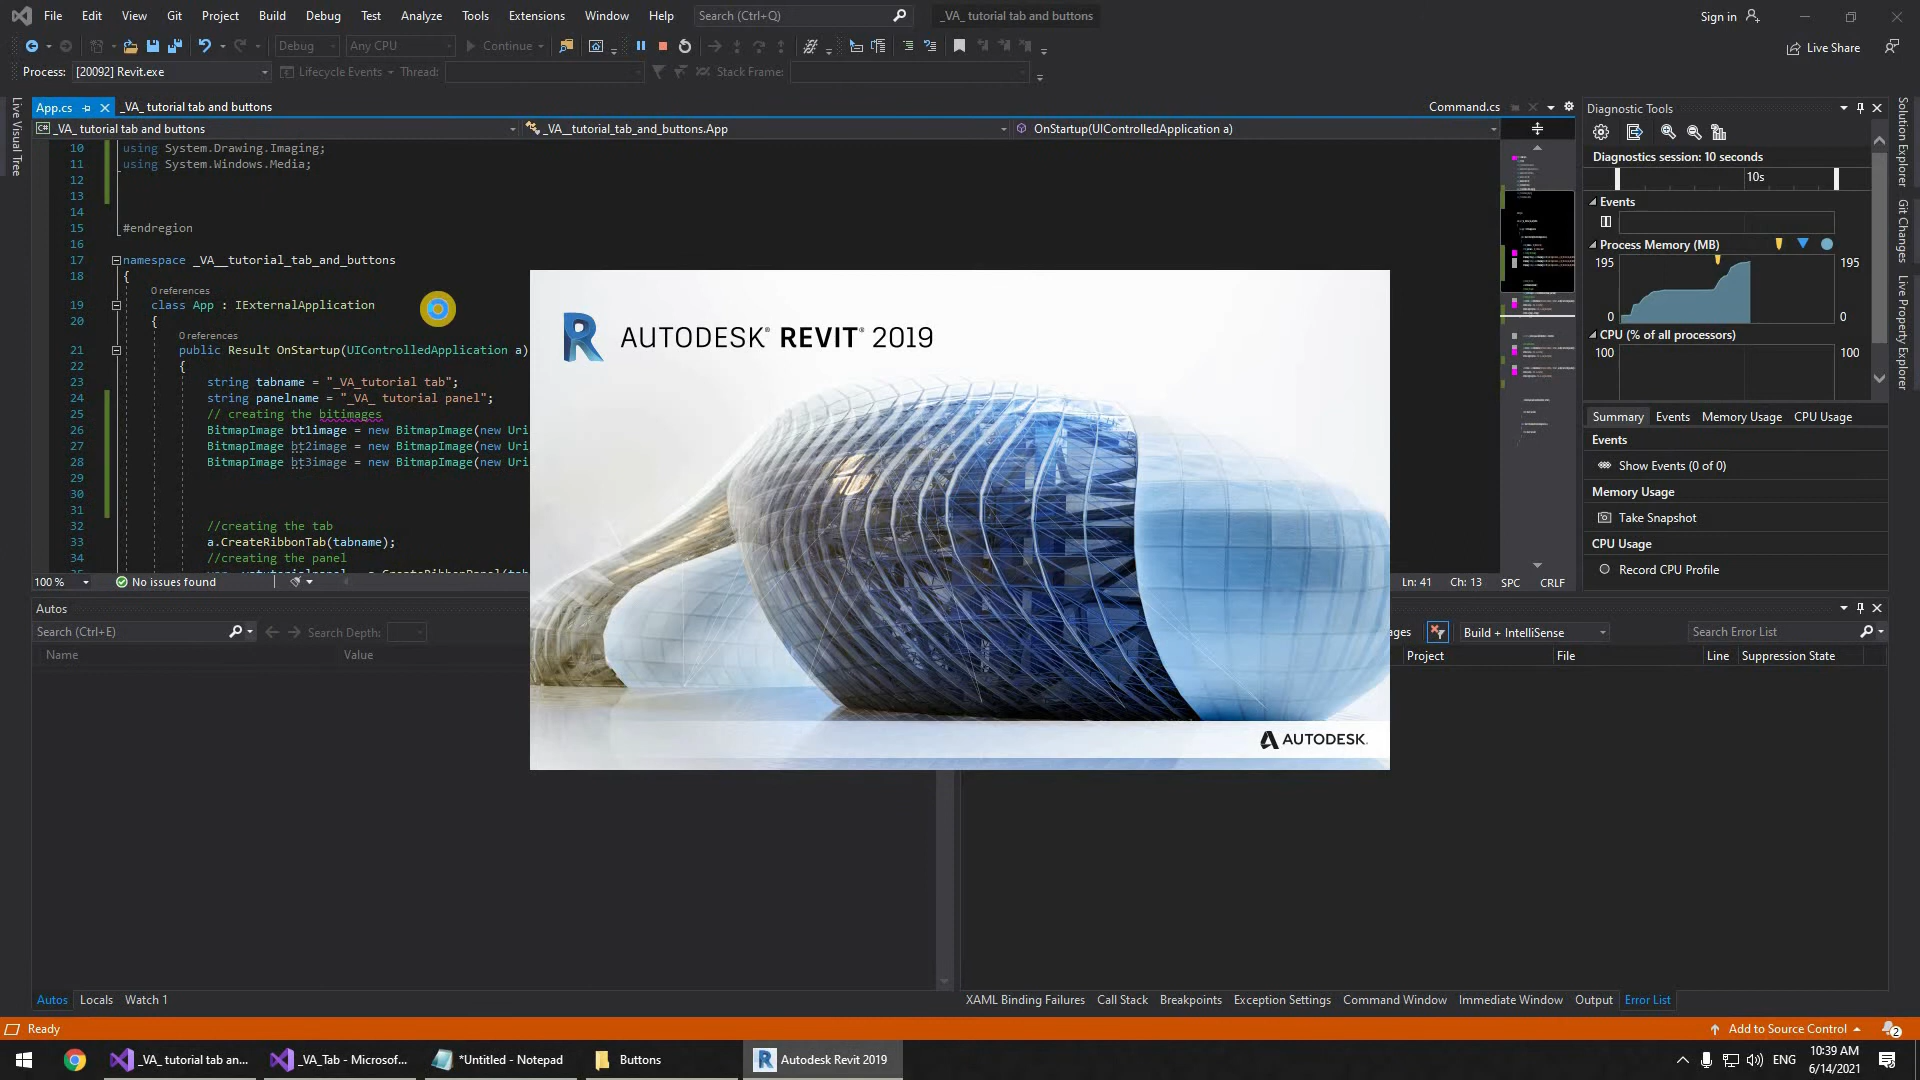 File Edit View Git Project Build Debug Test Analyze Tools Extensions Window Help Search (Ctrl+Q) _VA_ tutorial tab and buttons Sign in
Debug Any CPU Continue Live Share
Process: [20092] Revit.exe Lifecycle Events Thread: Stack Frame:
App.cs _VA_ tutorial tab and buttons Command.cs
_VA_ tutorial tab and buttons _VA__tutorial_tab_and_buttons.App OnStartup(UIControlledApplication a)
Live Visual Tree
10 using System.Drawing.Imaging;
11 using System.Windows.Media;
12
13
14
15 #endregion
16
17 namespace _VA__tutorial_tab_and_buttons
18 {
0 references
19 class App : IExternalApplication
20 {
0 references
21 public Result OnStartup(UIControlledApplication a)
22 {
23 string tabname = "_VA_tutorial tab";
24 string panelname = "_VA_ tutorial panel";
25 // creating the bitimages
26 BitmapImage bt1image = new BitmapImage(new Uri
27 BitmapImage bt2image = new BitmapImage(new Uri
28 BitmapImage bt3image = new BitmapImage(new Uri
29
30
31
32 //creating the tab
33 a.CreateRibbonTab(tabname);
34 //creating the panel
100 % No issues found Ln: 41 Ch: 13 SPC CRLF
AUTODESK® REVIT® 2019
AUTODESK.
Diagnostic Tools
Diagnostics session: 10 seconds
10s
Events
Process Memory (MB)
195 195
0 0
CPU (% of all processors)
100 100
Summary Events Memory Usage CPU Usage
Events
Show Events (0 of 0)
Memory Usage
Take Snapshot
CPU Usage
Record CPU Profile
Solution Explorer
Git Changes
Live Property Explorer
Autos
Search (Ctrl+E) Search Depth:
Name Value
ages Build + IntelliSense Search Error List
Project File Line Suppression State
Autos Locals Watch 1
XAML Binding Failures Call Stack Breakpoints Exception Settings Command Window Immediate Window Output Error List
Ready Add to Source Control 2
_VA_ tutorial tab an... _VA_Tab - Microsof... *Untitled - Notepad Buttons Autodesk Revit 2019 ENG 10:39 AM
6/14/2021